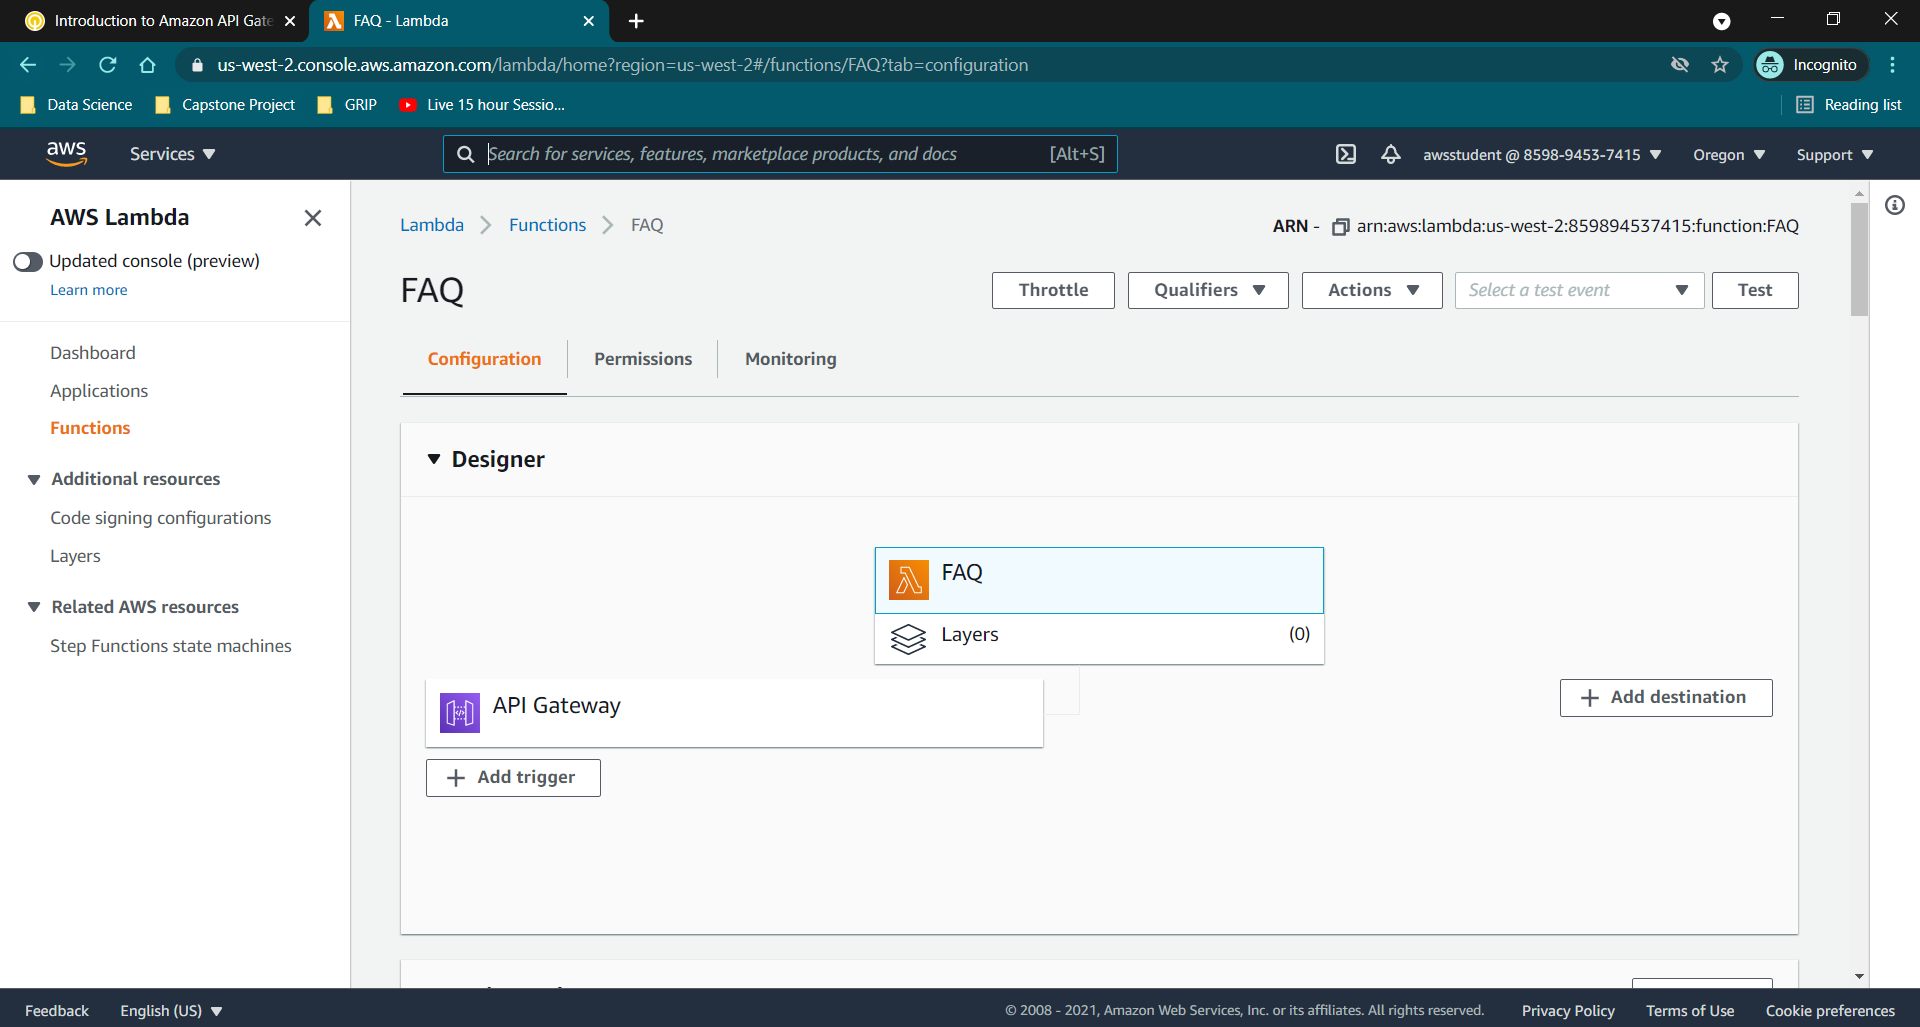 Introduction to Amazon API Gate
FAQ - Lambda
us-west-2.console.aws.amazon.com/lambda/home?region=us-west-2#/functions/FAQ?tab=configuration
Incognito
Data Science
Capstone Project
GRIP
Live 15 hour Sessio...
Reading list
aws
Services
Search for services, features, marketplace products, and docs
[Alt+S]
awsstudent @ 8598-9453-7415
Oregon
Support
AWS Lambda
Updated console (preview)
Learn more
Dashboard
Applications
Functions
Additional resources
Code signing configurations
Layers
Related AWS resources
Step Functions state machines
Lambda
Functions
FAQ
ARN - arn:aws:lambda:us-west-2:859894537415:function:FAQ
FAQ
Throttle
Qualifiers
Actions
Select a test event
Test
Configuration
Permissions
Monitoring
Designer
FAQ
Layers
(0)
API Gateway
Add trigger
Add destination
Feedback
English (US)
© 2008 - 2021, Amazon Web Services, Inc. or its affiliates. All rights reserved.
Privacy Policy
Terms of Use
Cookie preferences